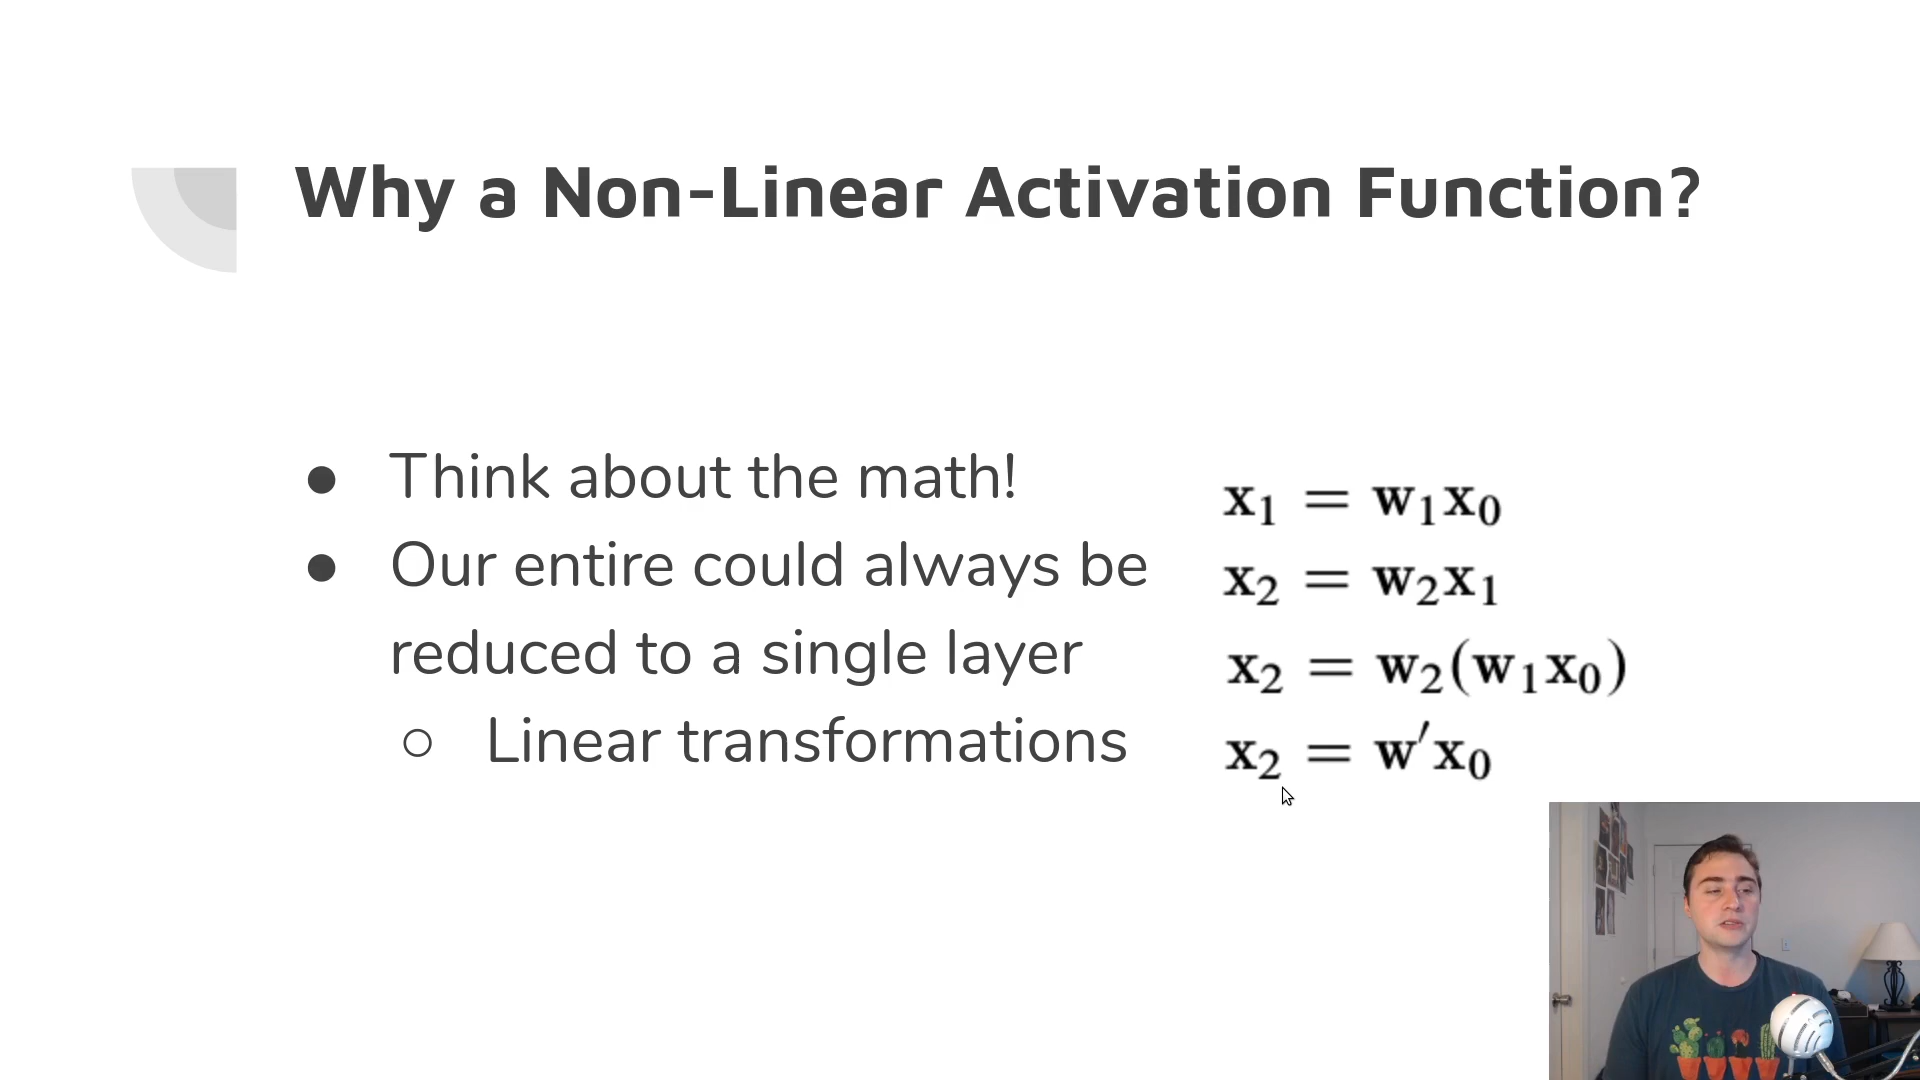 Why a Non-Linear Activation Function?
● Think about the math!
● Our entire could always be
reduced to a single layer
○ Linear transformations
x₁ = w₁x₀
x₂ = w₂x₁
x₂ = w₂(w₁x₀)
x₂ = w′x₀